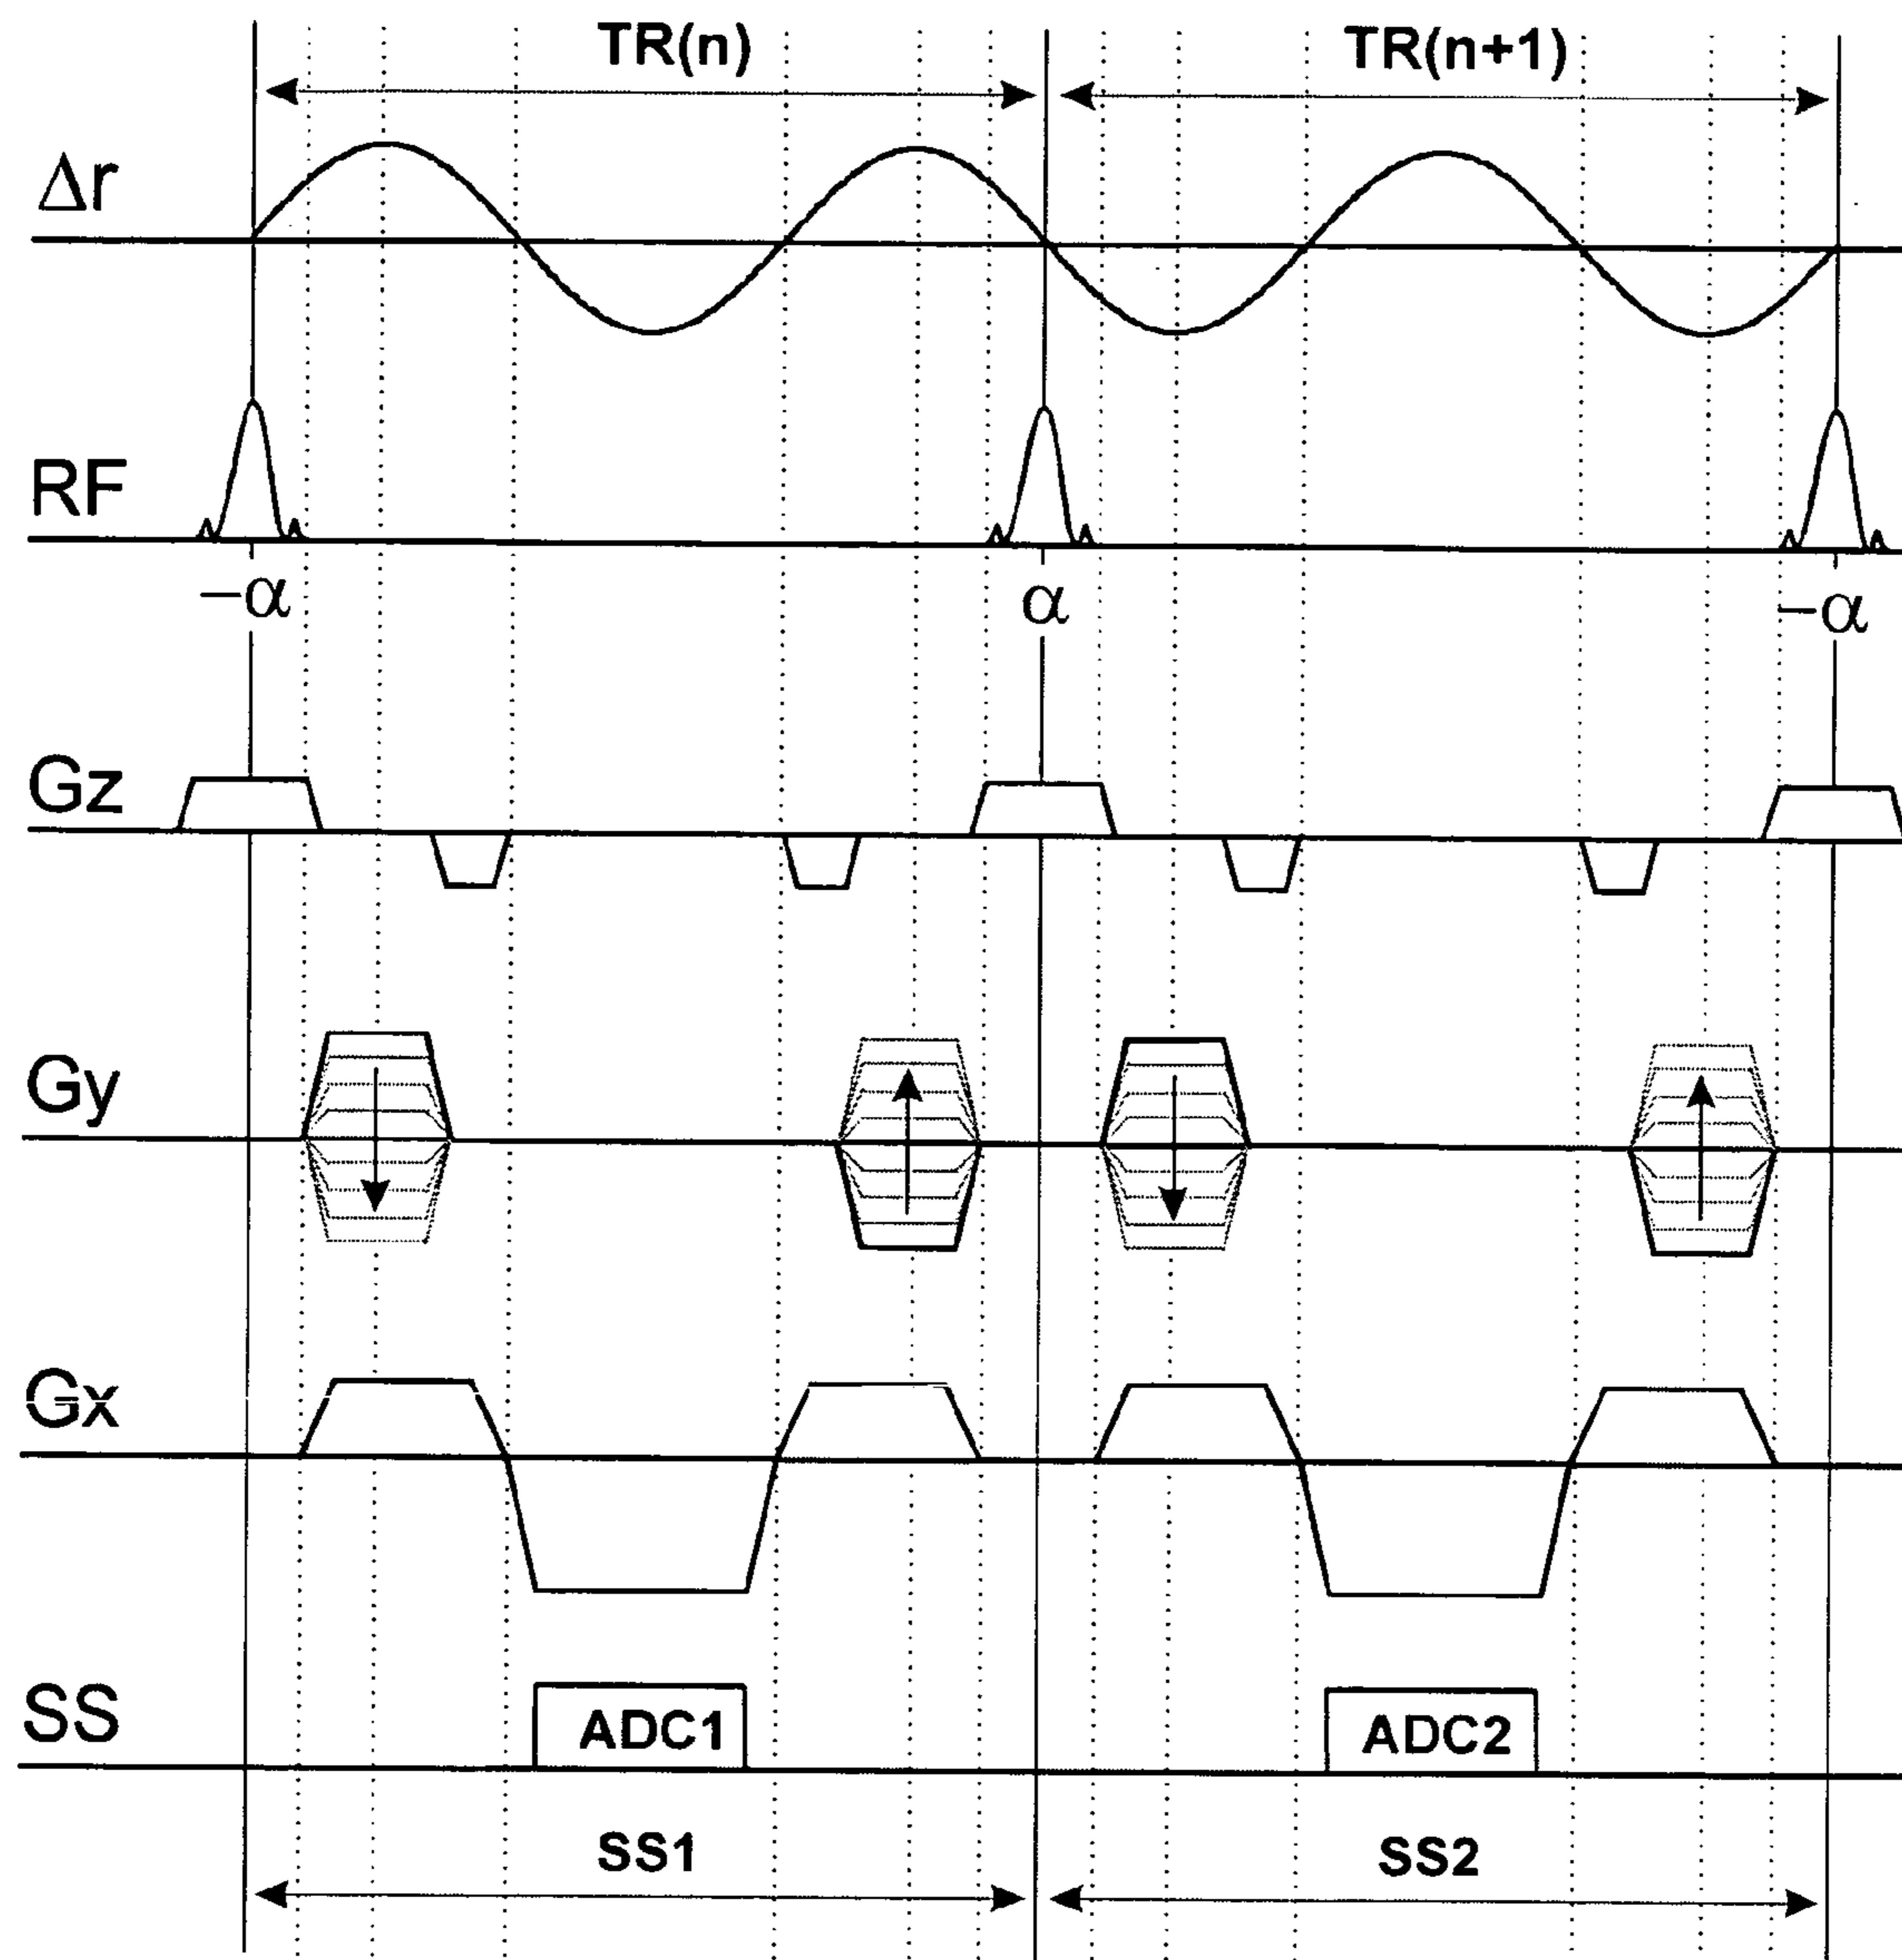 TR(n)
TR(n+1)
Δr
RF
−α
α
−α
Gz
Gy
Gx
SS
ADC1
ADC2
SS1
SS2